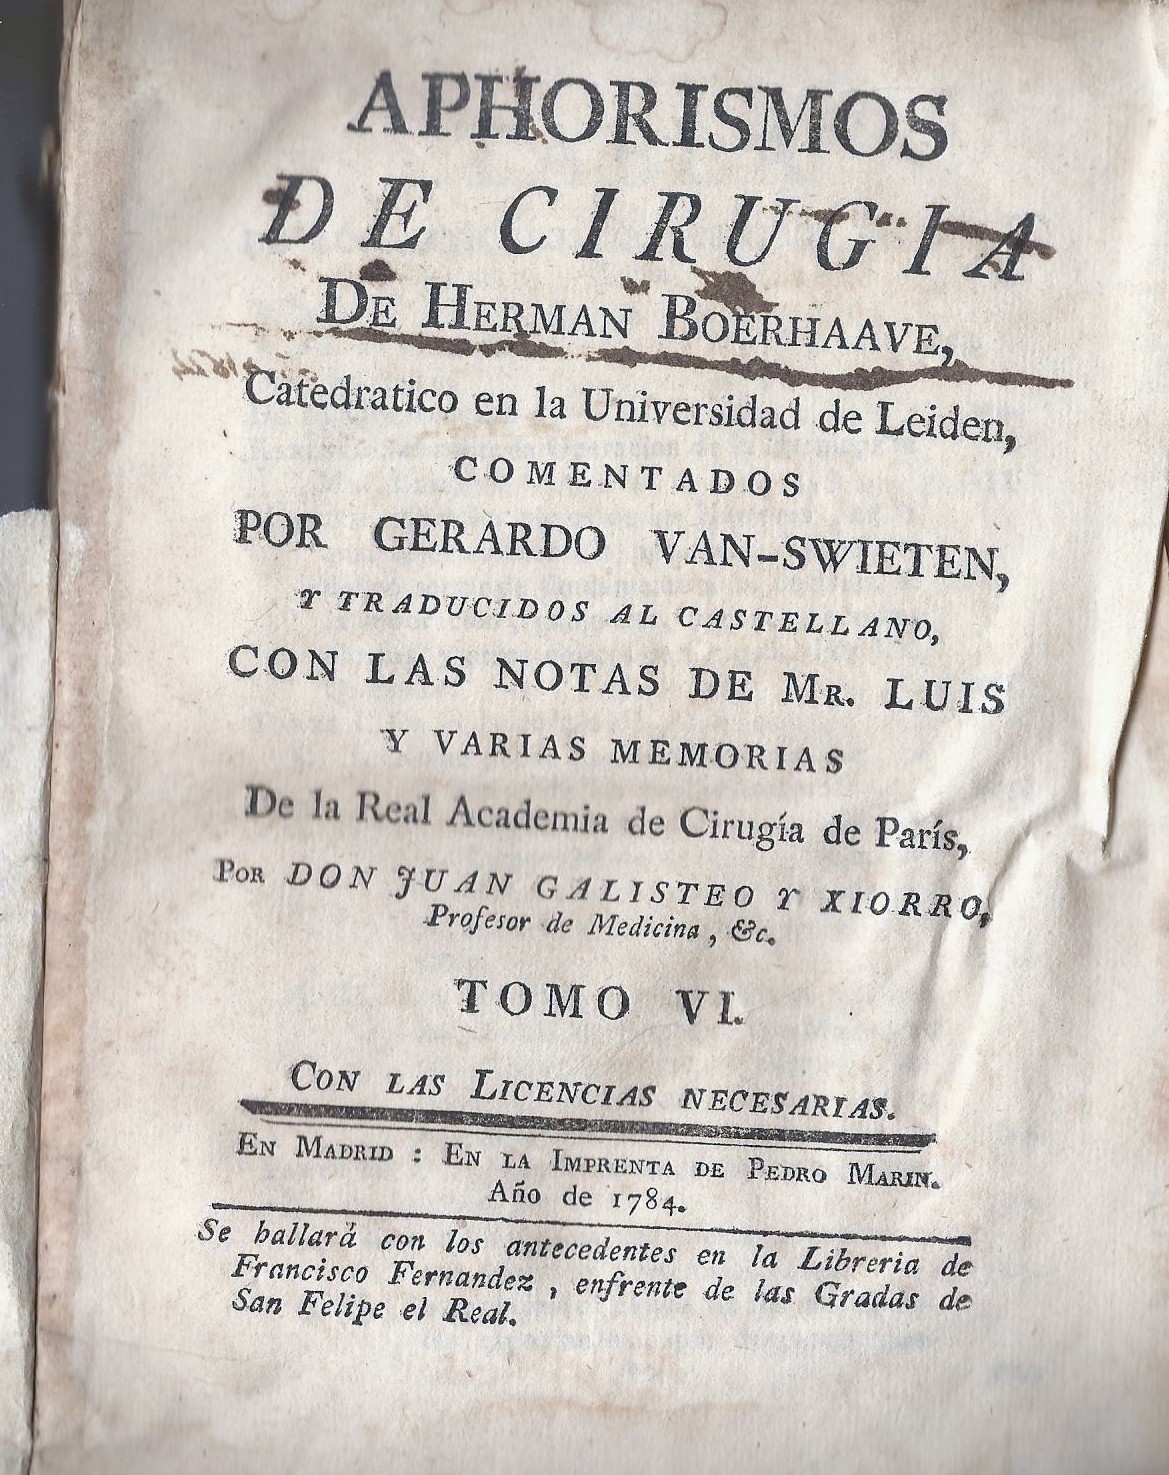 APHORISMOS
DE CIRUGIA
DE HERMAN BOERHAAVE,
Catedratico en la Universidad de Leiden,
COMENTADOS
POR GERARDO VAN-SWIETEN,
Y TRADUCIDOS AL CASTELLANO,
CON LAS NOTAS DE MR. LUIS
Y VARIAS MEMORIAS
De la Real Academia de Cirugía de París,
POR DON JUAN GALISTEO Y XIORRO,
Profesor de Medicina, &c.
TOMO VI.
CON LAS LICENCIAS NECESARIAS.
EN MADRID : EN LA IMPRENTA DE PEDRO MARIN.
Año de 1784.
Se hallará con los antecedentes en la Libreria de
Francisco Fernandez, enfrente de las Gradas de
San Felipe el Real.